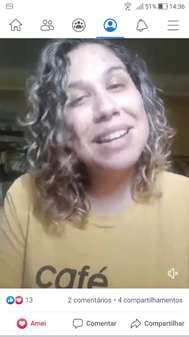 51% 14:36
café
13
2 comentários • 4 compartilhamentos
Amei Comentar Compartilhar